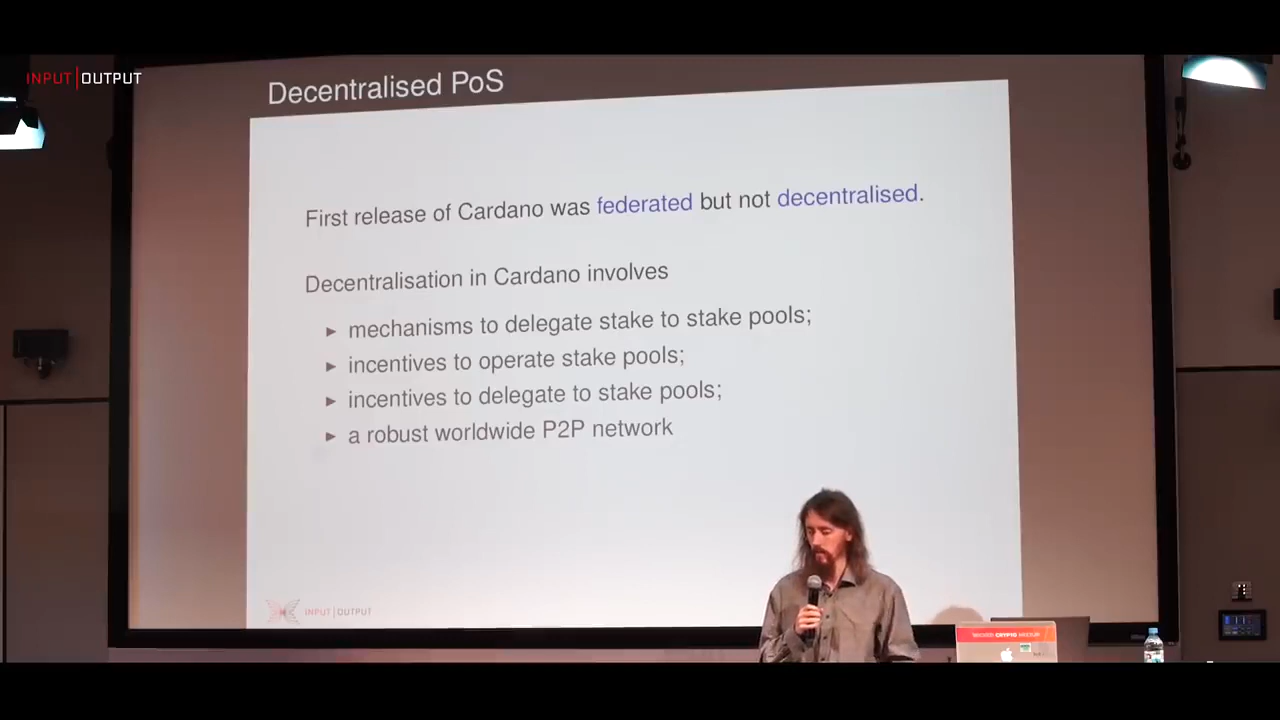 INPUT|OUTPUT
Decentralised PoS
First release of Cardano was federated but not decentralised.
Decentralisation in Cardano involves
► mechanisms to delegate stake to stake pools;
► incentives to operate stake pools;
► incentives to delegate to stake pools;
► a robust worldwide P2P network
INPUT|OUTPUT
CRYPTO